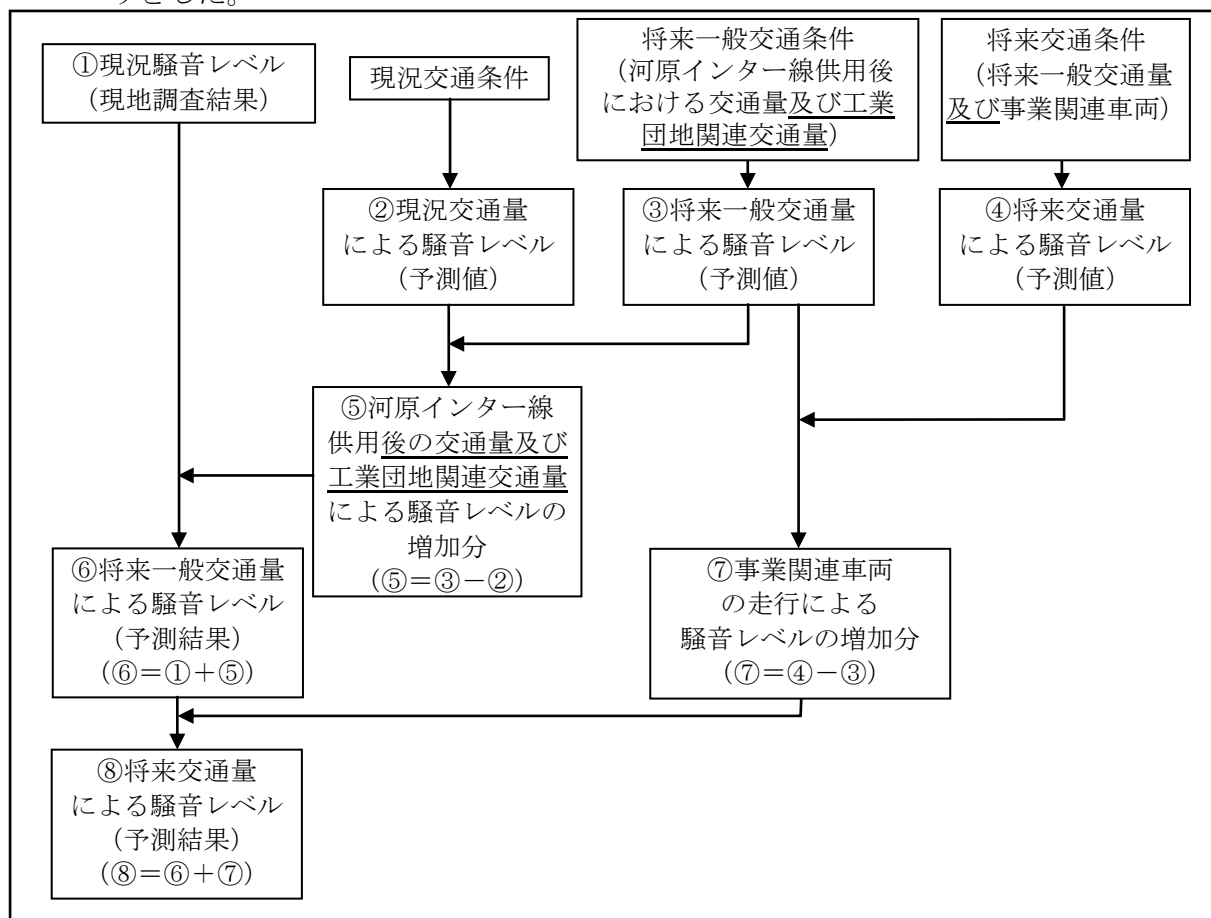 りとした。
①現況騒音レベル
（現地調査結果）
現況交通条件
将来一般交通条件
（河原インター線供用後
における交通量及び工業
団地関連交通量）
将来交通条件
（将来一般交通量
及び事業関連車両）
②現況交通量
による騒音レベル
（予測値）
③将来一般交通量
による騒音レベル
（予測値）
④将来交通量
による騒音レベル
（予測値）
⑤河原インター線
供用後の交通量及び
工業団地関連交通量
による騒音レベルの
増加分
（⑤＝③－②）
⑥将来一般交通量
による騒音レベル
（予測結果）
（⑥＝①＋⑤）
⑦事業関連車両
の走行による
騒音レベルの増加分
（⑦＝④－③）
⑧将来交通量
による騒音レベル
（予測結果）
（⑧＝⑥＋⑦）